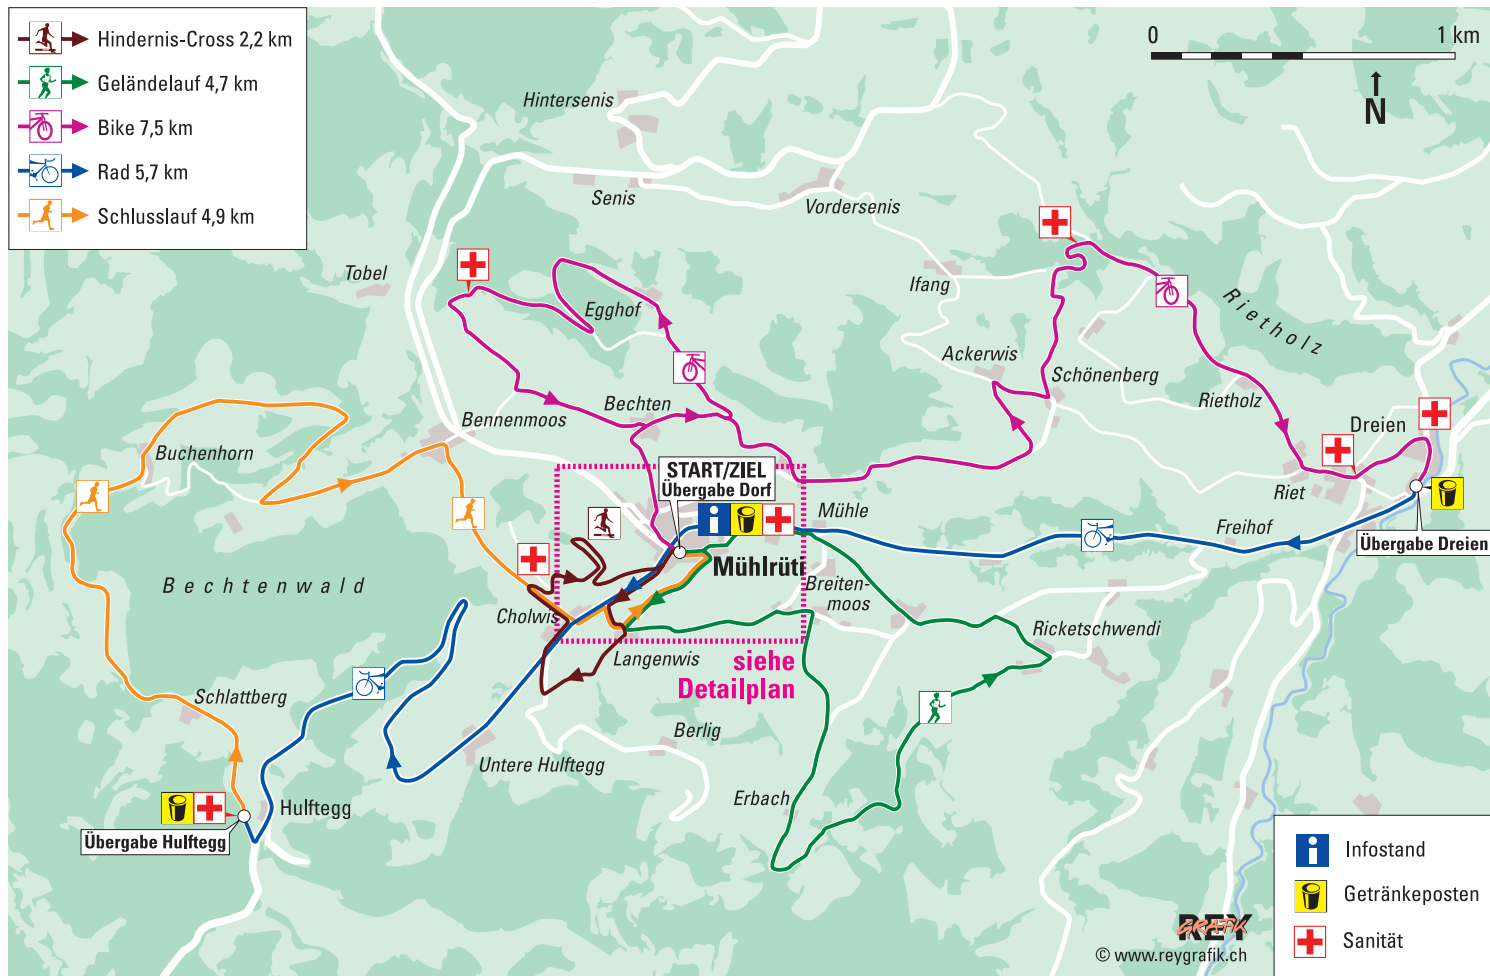 Hindernis-Cross 2,2 km
Geländelauf 4,7 km
Bike 7,5 km
Rad 5,7 km
Schlusslauf 4,9 km
0 1 km
N
Hintersenis
Senis
Vordersenis
Tobel
Egghof
Ifang
Rietholz
Ackerwis
Schönenberg
Rietholz
Bennenmoos
Bechten
Dreien
Buchenhorn
START/ZIEL
Übergabe Dorf
Riet
Mühle
Freihof
Übergabe Dreien
Mühlrüti
Bechtenwald
Breiten-
moos
Cholwis
Ricketschwendi
Langenwis
siehe
Detailplan
Schlattberg
Berlig
Untere Hulftegg
Erbach
Hulftegg
Übergabe Hulftegg
Infostand
Getränkeposten
Sanität
REY
GRAFIK
© www.reygrafik.ch